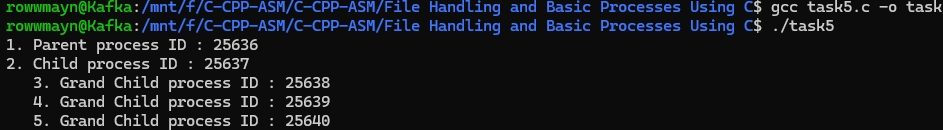 rowwmayn@Kafka:/mnt/f/C-CPP-ASM/C-CPP-ASM/File Handling and Basic Processes Using C$ gcc task5.c -o task
rowwmayn@Kafka:/mnt/f/C-CPP-ASM/C-CPP-ASM/File Handling and Basic Processes Using C$ ./task5
1. Parent process ID : 25636
2. Child process ID : 25637
   3. Grand Child process ID : 25638
   4. Grand Child process ID : 25639
   5. Grand Child process ID : 25640